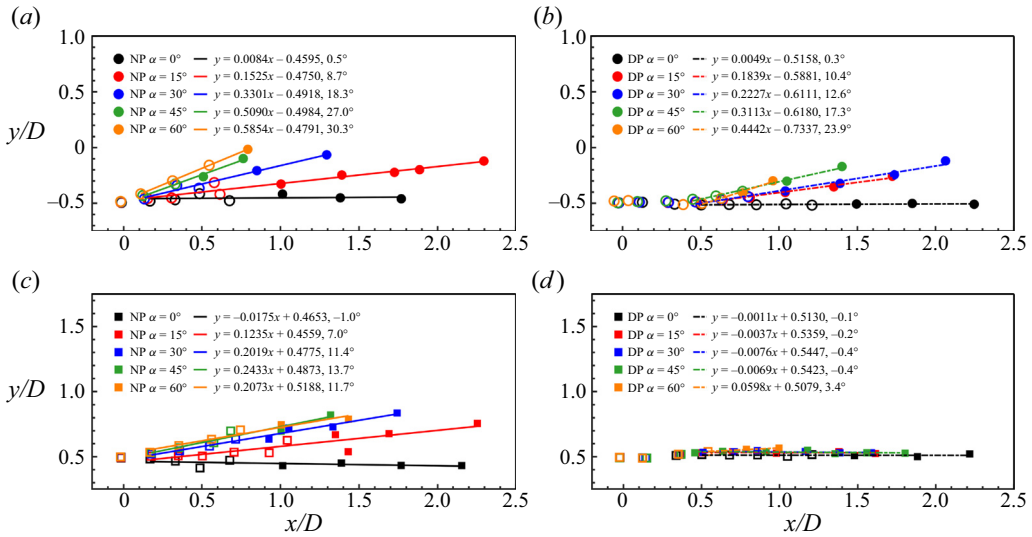 (a)
(b)
1.0
0.5
0
–0.5
y/D
NP α = 0° y = 0.0084x – 0.4595, 0.5°
NP α = 15° y = 0.1525x – 0.4750, 8.7°
NP α = 30° y = 0.3301x – 0.4918, 18.3°
NP α = 45° y = 0.5090x – 0.4984, 27.0°
NP α = 60° y = 0.5854x – 0.4791, 30.3°
0 0.5 1.0 1.5 2.0 2.5
1.0
–0.5
0
–0.5
DP α = 0° y = 0.0049x – 0.5158, 0.3°
DP α = 15° y = 0.1839x – 0.5881, 10.4°
DP α = 30° y = 0.2227x – 0.6111, 12.6°
DP α = 45° y = 0.3113x – 0.6180, 17.3°
DP α = 60° y = 0.4442x – 0.7337, 23.9°
0 0.5 1.0 1.5 2.0 2.5
(c)
(d)
1.5
1.0
0.5
y/D
NP α = 0° y = –0.0175x + 0.4653, –1.0°
NP α = 15° y = 0.1235x + 0.4559, 7.0°
NP α = 30° y = 0.2019x + 0.4775, 11.4°
NP α = 45° y = 0.2433x + 0.4873, 13.7°
NP α = 60° y = 0.2073x + 0.5188, 11.7°
0 0.5 1.0 1.5 2.0 2.5
x/D
1.5
1.0
0.5
DP α = 0° y = –0.0011x + 0.5130, –0.1°
DP α = 15° y = –0.0037x + 0.5359, –0.2°
DP α = 30° y = –0.0076x + 0.5447, –0.4°
DP α = 45° y = –0.0069x + 0.5423, –0.4°
DP α = 60° y = 0.0598x + 0.5079, 3.4°
0 0.5 1.0 1.5 2.0 2.5
x/D